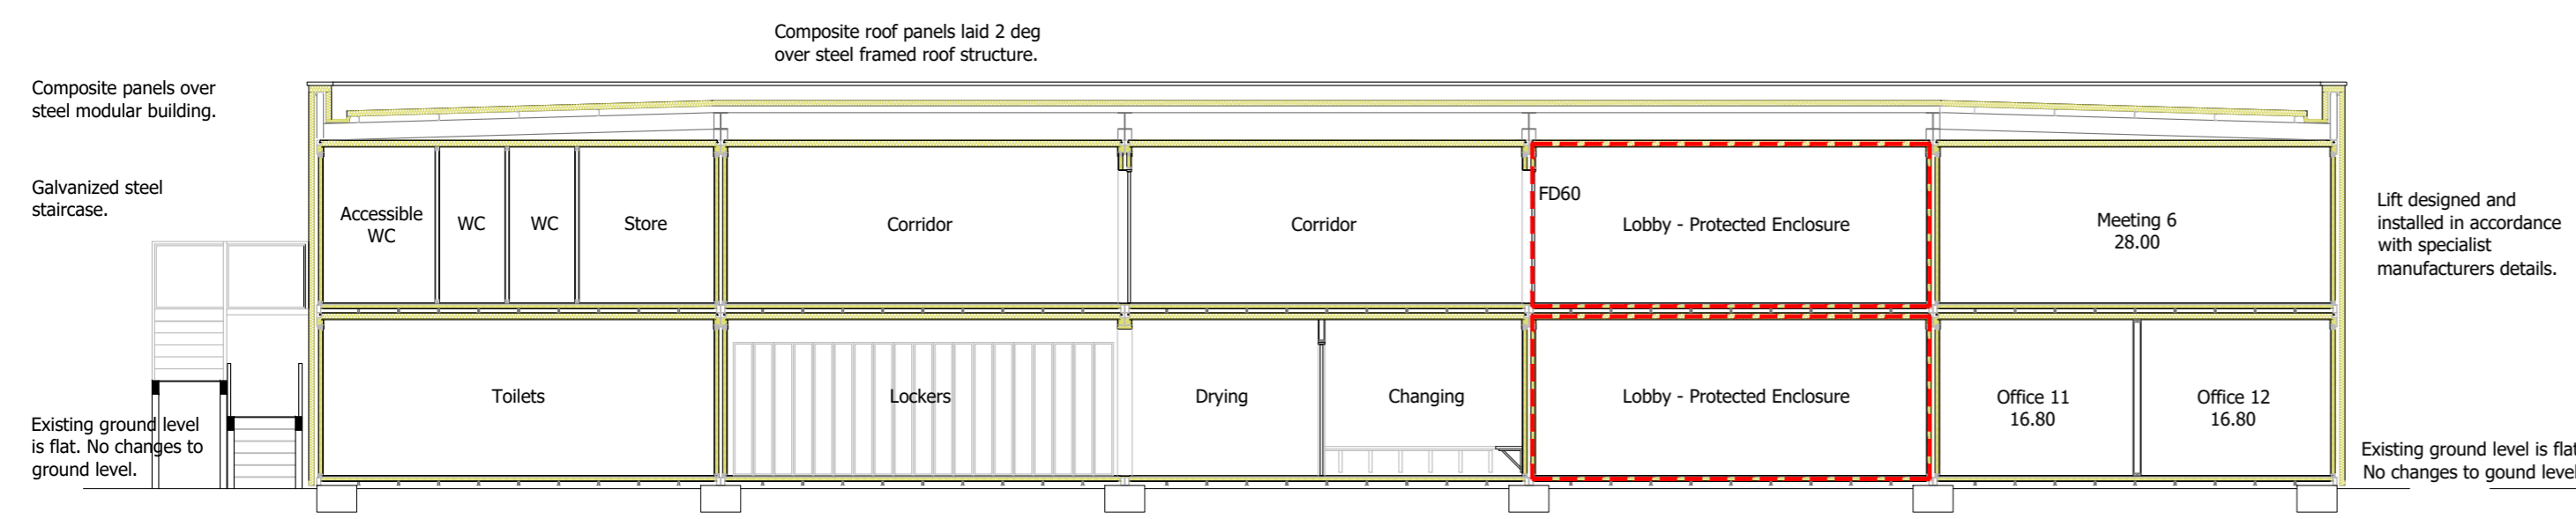 Composite roof panels laid 2 deg
over steel framed roof structure.
Composite panels over
steel modular building.
Galvanized steel
staircase.
Accessible
WC
WC
WC
Store
Corridor
Corridor
FD60
Lobby - Protected Enclosure
Meeting 6
28.00
Lift designed and
installed in accordance
with specialist
manufacturers details.
Toilets
Lockers
Drying
Changing
Lobby - Protected Enclosure
Office 11
16.80
Office 12
16.80
Existing ground level
is flat. No changes to
ground level.
Existing ground level is flat
No changes to gound level